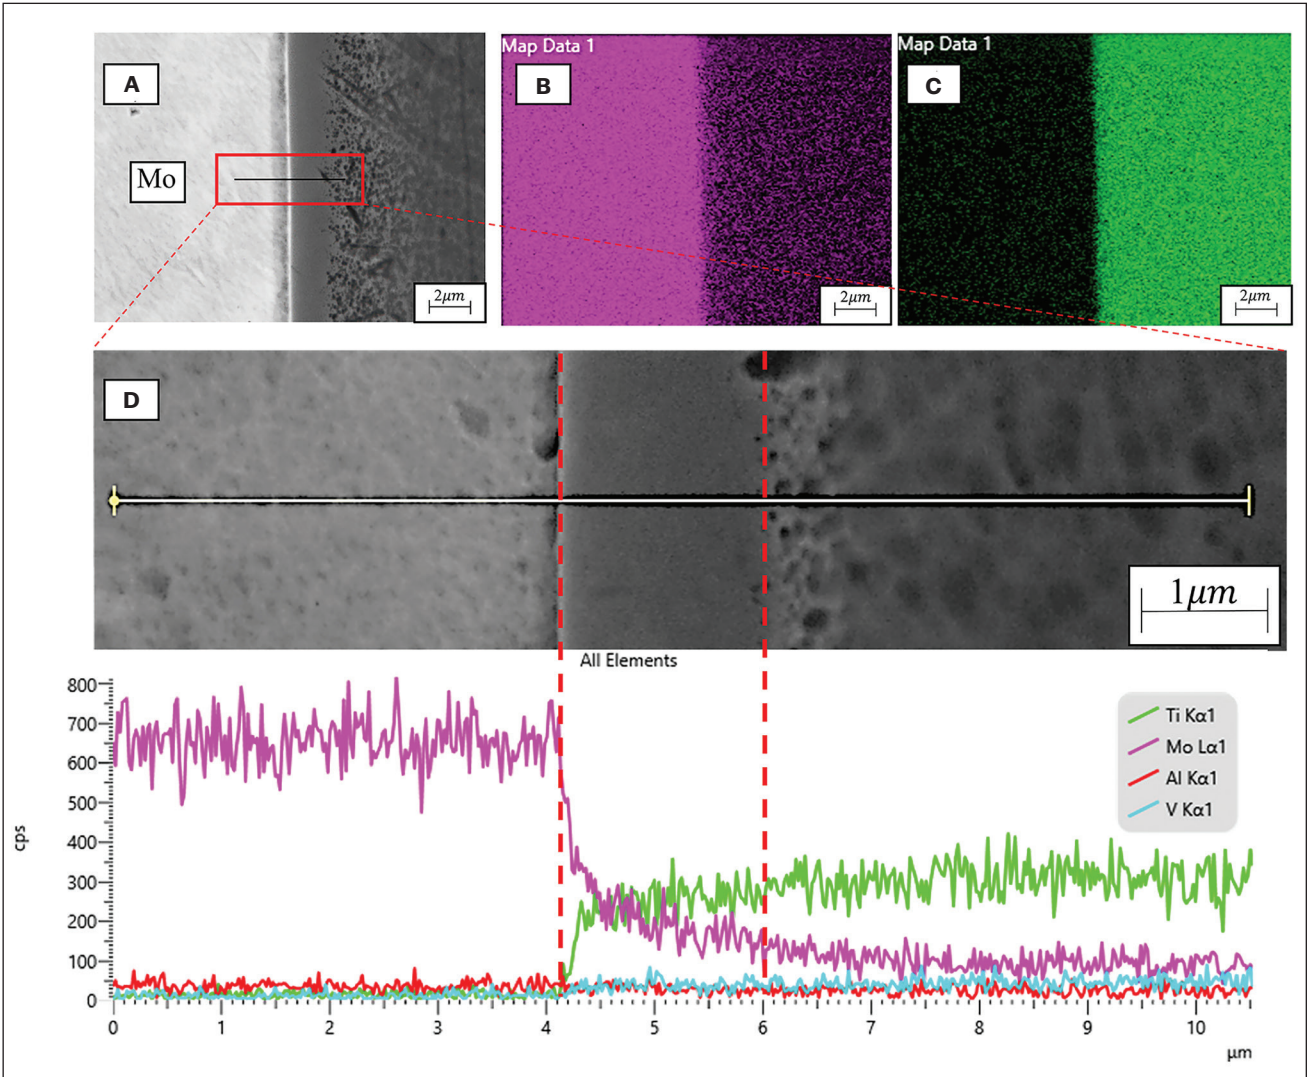 Map Data 1
Map Data 1
A
B
C
Mo
2μm
2μm
2μm
D
1μm
All Elements
800
700
600
500
400
300
200
100
0
cps
Ti Kα1
Mo Lα1
Al Kα1
V Kα1
0 1 2 3 4 5 6 7 8 9 10
μm